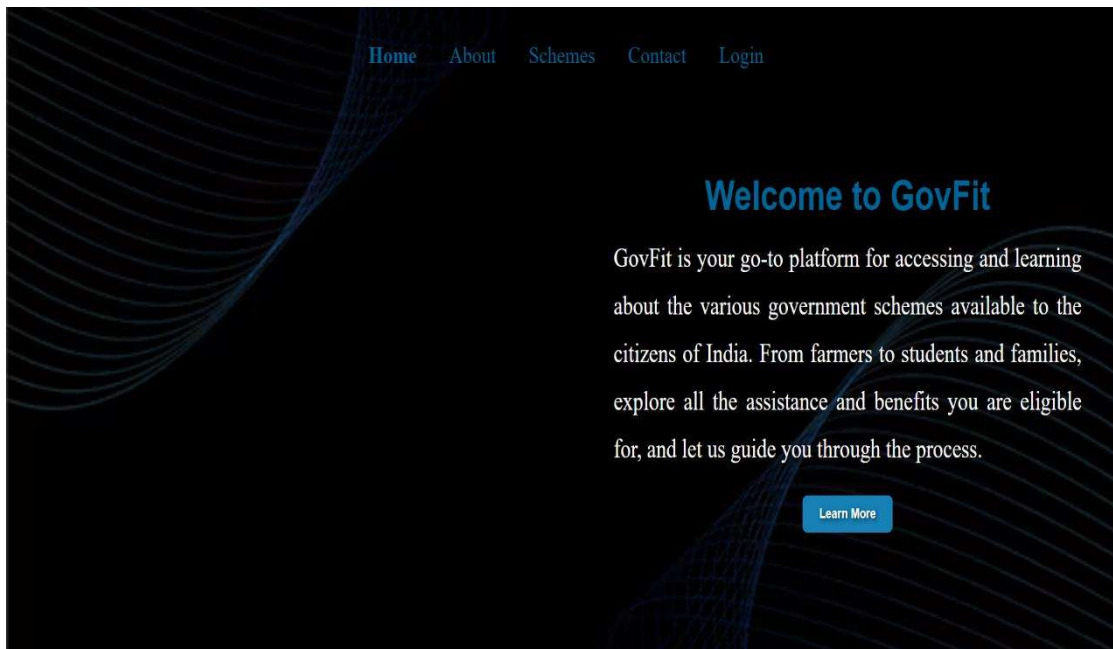 Home About Schemes Contact Login
Welcome to GovFit
GovFit is your go-to platform for accessing and learning
about the various government schemes available to the
citizens of India. From farmers to students and families,
explore all the assistance and benefits you are eligible
for, and let us guide you through the process.
Learn More